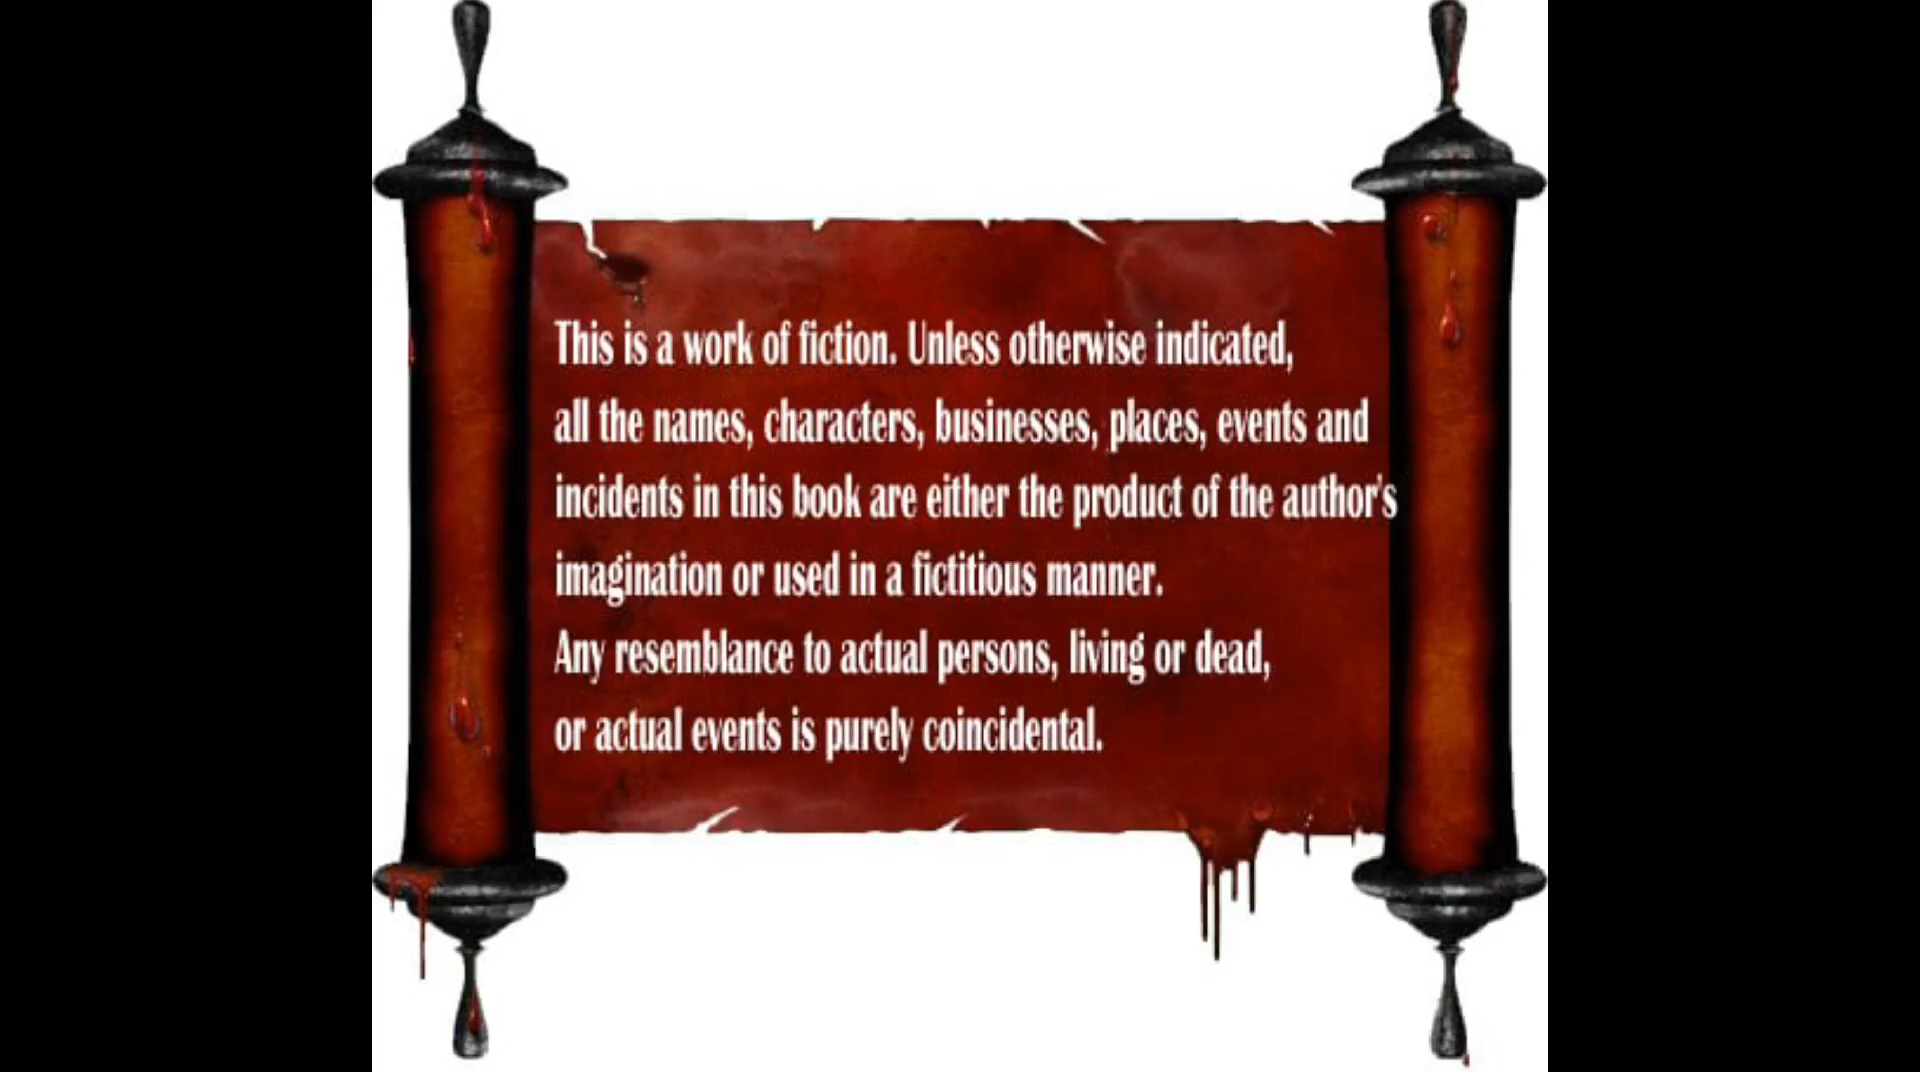 This is a work of fiction. Unless otherwise indicated,
all the names, characters, businesses, places, events and
incidents in this book are either the product of the author's
imagination or used in a fictitious manner.
Any resemblance to actual persons, living or dead,
or actual events is purely coincidental.